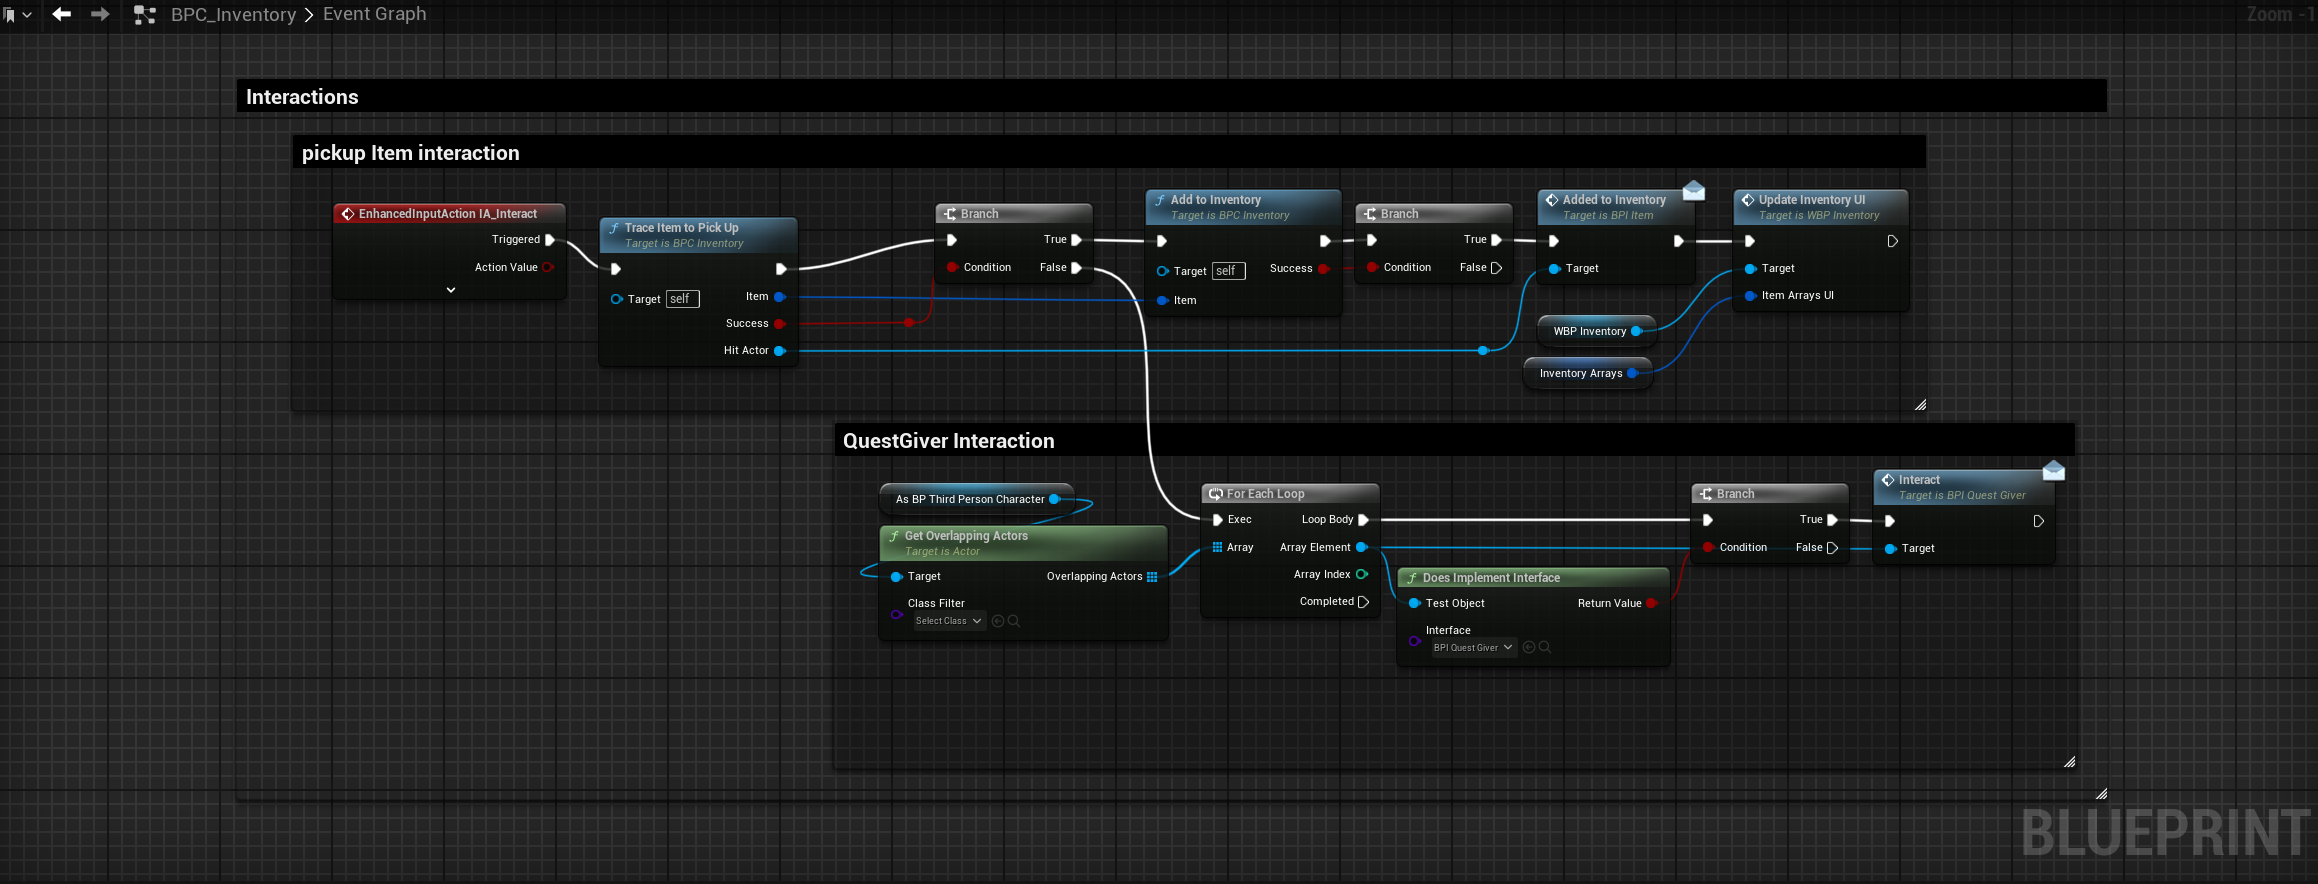 BPC_Inventory > Event Graph
Zoom -1
Interactions
pickup Item interaction
EnhancedInputAction IA_Interact
Triggered
Action Value
Trace Item to Pick Up
Target is BPC Inventory
Target self
Item
Success
Hit Actor
Branch
True
Condition
False
Add to Inventory
Target is BPC Inventory
Target self
Success
Item
Branch
True
Condition
False
Added to Inventory
Target is BPI Item
Target
Update Inventory UI
Target is WBP Inventory
Target
Item Arrays UI
WBP Inventory
Inventory Arrays
QuestGiver Interaction
As BP Third Person Character
Get Overlapping Actors
Target is Actor
Target
Overlapping Actors
Class Filter
Select Class
For Each Loop
Exec
Loop Body
Array
Array Element
Array Index
Completed
Does Implement Interface
Test Object
Return Value
Interface
BPI Quest Giver
Branch
True
Condition
False
Interact
Target is BPI Quest Giver
Target
BLUEPRINT